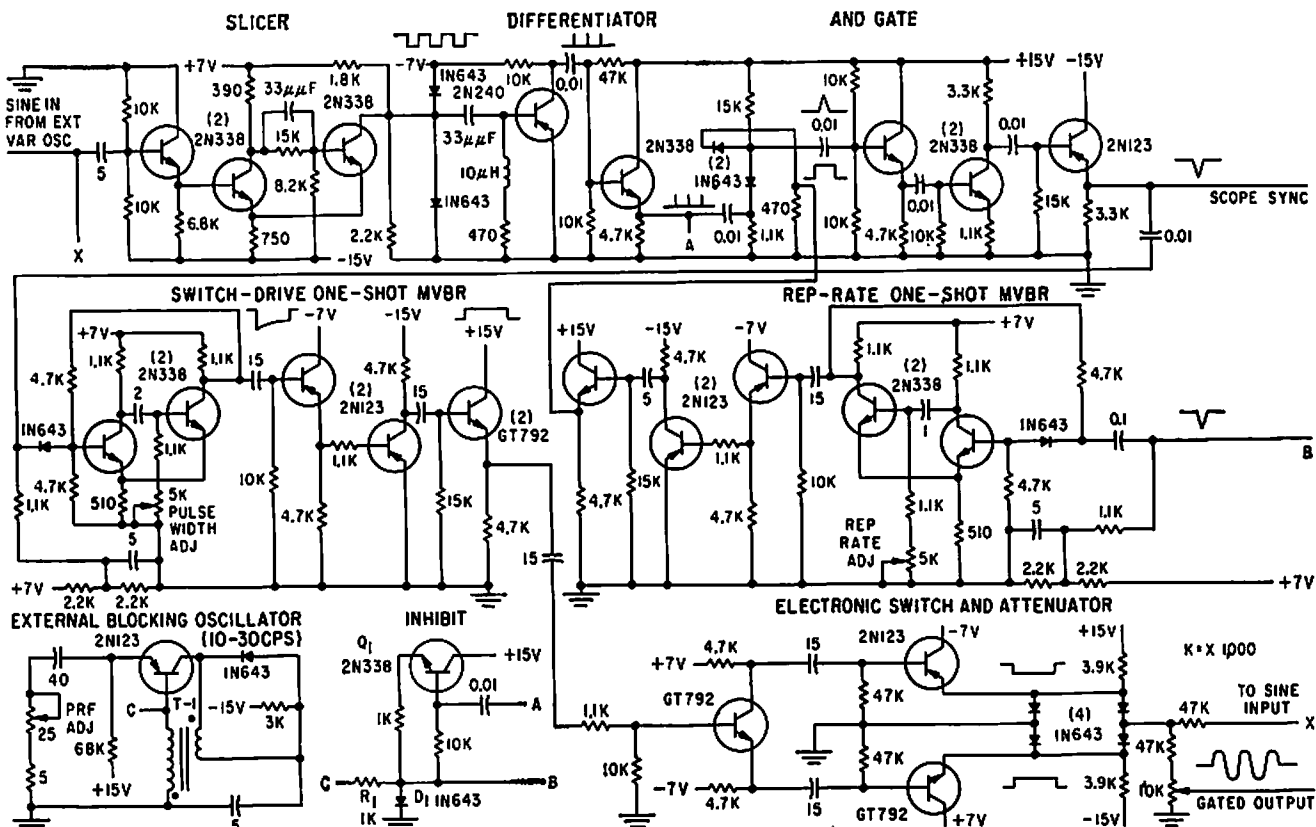 SLICER
DIFFERENTIATOR
AND GATE
SINE IN
FROM EXT
VAR OSC
5
X
10K
10K
+7V
390
(2)
2N338
6.8K
750
33µµF
15K
8.2K
-15V
1.8K
2N338
2.2K
-7V
1N643
2N240
33µµF
1N643
10µH
470
10K
0.01
47K
10K
4.7K
2N338
A
0.01
15K
(2)
1N643
1.1K
470
0.01
10K
10K
4.7K
0.01
10K
(2)
2N338
3.3K
1.1K
+15V
0.01
15K
-15V
2N123
3.3K
SCOPE SYNC
0.01
SWITCH-DRIVE ONE-SHOT MVBR
+7V
1.1K
(2)
2N338
1.1K
4.7K
2
1N643
1.1K
4.7K
510
1.1K
5K
PULSE
WIDTH
ADJ
5
+7V
2.2K
2.2K
15
-7V
10K
4.7K
1.1K
-15V
4.7K
(2)
2N123
15
15K
+15V
(2)
GT792
4.7K
15
REP-RATE ONE-SHOT MVBR
+15V
4.7K
-15V
4.7K
5
15K
(2)
2N123
-7V
1.1K
4.7K
15
10K
1.1K
(2)
2N338
1
1.1K
+7V
1.1K
REP
RATE
ADJ
5K
510
4.7K
1N643
0.1
B
4.7K
5
1.1K
2.2K
2.2K
+7V
EXTERNAL BLOCKING OSCILLATOR
(10-30CPS)
2N123
40
1N643
C
T-1
PRF
ADJ
25
68K
-15V
3K
5
+15V
5
INHIBIT
Q1
2N338
+15V
0.01
A
1K
10K
C
R1
1K
D1 1N643
B
ELECTRONIC SWITCH AND ATTENUATOR
4.7K
+7V
GT792
1.1K
10K
-7V
4.7K
15
15
47K
47K
2N123
-7V
GT792
+7V
+15V
3.9K
(4)
1N643
3.9K
-15V
K=X 1,000
47K
TO SINE
INPUT
X
47K
10K
GATED OUTPUT